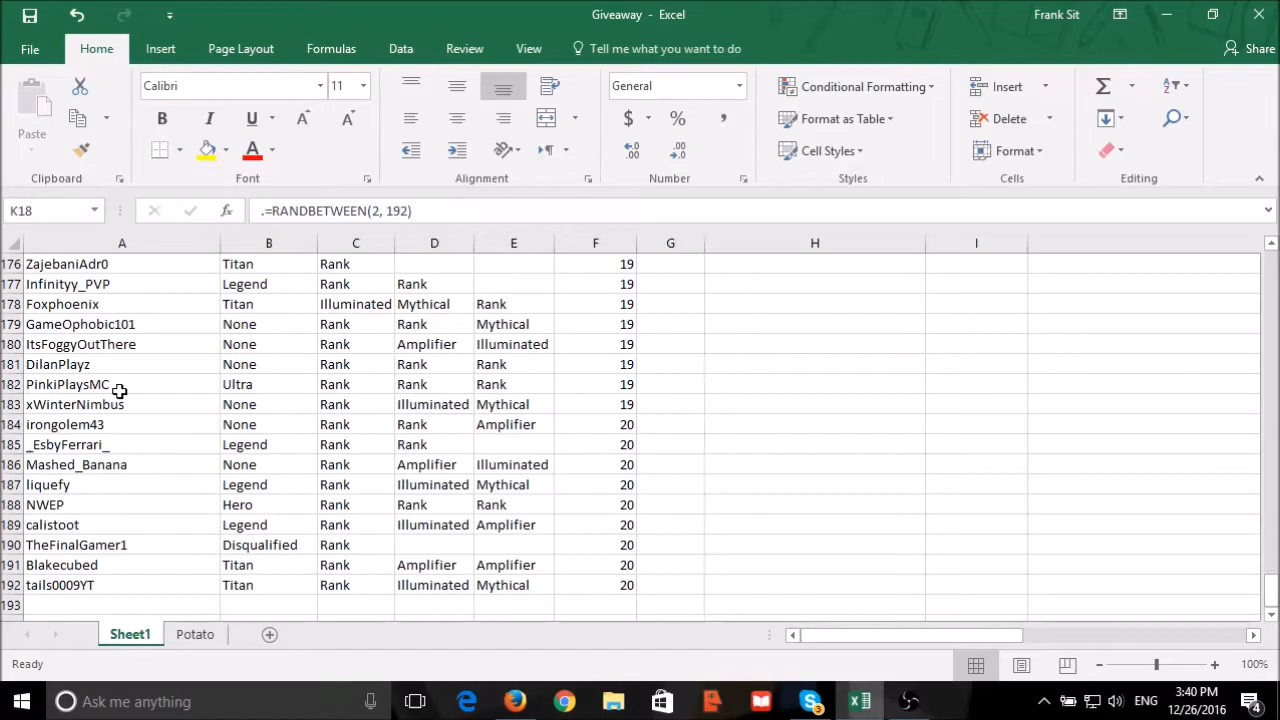 Giveaway - Excel
Frank Sit
File Home Insert Page Layout Formulas Data Review View Tell me what you want to do Share
Paste
Calibri 11
B I U A A A
General
$ % ,
Conditional Formatting
Format as Table
Cell Styles
Insert
Delete
Format
Clipboard Font Alignment Number Styles Cells Editing
K18 fx .=RANDBETWEEN(2, 192)
A B C D E F G H I
176 ZajebaniAdr0 Titan Rank 19
177 Infinityy_PVP Legend Rank Rank 19
178 Foxphoenix Titan Illuminated Mythical Rank 19
179 GameOphobic101 None Rank Rank Mythical 19
180 ItsFoggyOutThere None Rank Amplifier Illuminated 19
181 DilanPlayz None Rank Rank Rank 19
182 PinkiPlaysMC Ultra Rank Rank Rank 19
183 xWinterNimbus None Rank Illuminated Mythical 19
184 irongolem43 None Rank Rank Amplifier 20
185 _EsbyFerrari_ Legend Rank Rank 20
186 Mashed_Banana None Rank Amplifier Illuminated 20
187 liquefy Legend Rank Illuminated Mythical 20
188 NWEP Hero Rank Rank Rank 20
189 calistoot Legend Rank Illuminated Amplifier 20
190 TheFinalGamer1 Disqualified Rank 20
191 Blakecubed Titan Rank Amplifier Amplifier 20
192 tails0009YT Titan Rank Illuminated Mythical 20
193
Sheet1 Potato
Ready 100%
Ask me anything
ENG
3:40 PM
12/26/2016
3
4